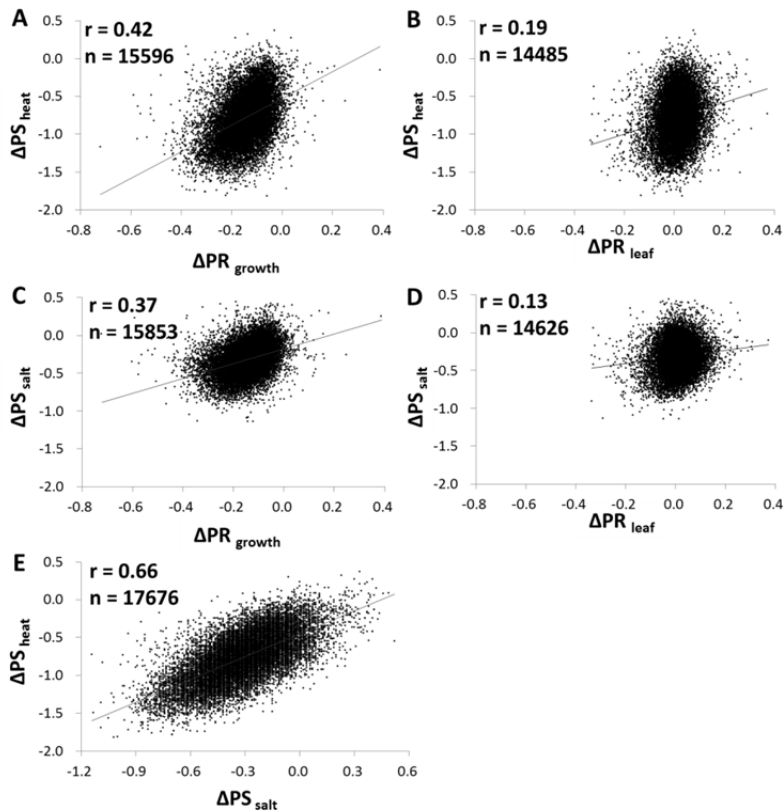 A
r = 0.42
n = 15596
0.5
0.0
-0.5
-1.0
-1.5
-2.0
ΔPS heat
-0.8 -0.6 -0.4 -0.2 0.0 0.2 0.4
ΔPR growth
B
r = 0.19
n = 14485
0.5
0.0
-0.5
-1.0
-1.5
-2.0
ΔPS heat
-0.8 -0.6 -0.4 -0.2 0.0 0.2 0.4
ΔPR leaf
C
r = 0.37
n = 15853
0.5
0.0
-0.5
-1.0
-1.5
-2.0
ΔPS salt
-0.8 -0.6 -0.4 -0.2 0.0 0.2 0.4
ΔPR growth
D
r = 0.13
n = 14626
0.5
0.0
-0.5
-1.0
-1.5
-2.0
ΔPS salt
-0.8 -0.6 -0.4 -0.2 0.0 0.2 0.4
ΔPR leaf
E
r = 0.66
n = 17676
0.5
0.0
-0.5
-1.0
-1.5
-2.0
ΔPS heat
-1.2 -0.9 -0.6 -0.3 0.0 0.3 0.6
ΔPS salt